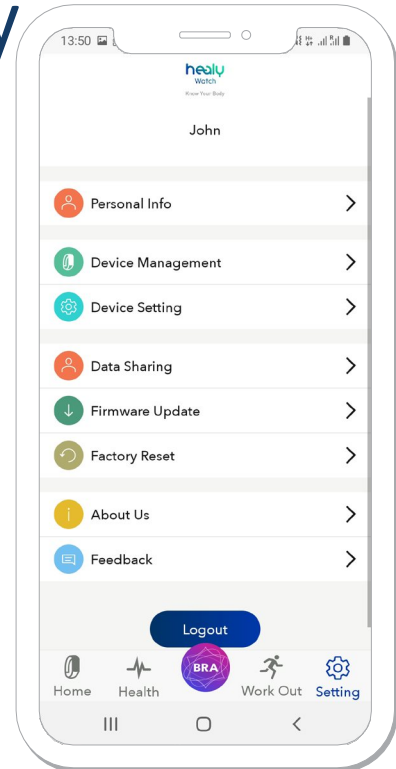 13:50
healy
Watch
Know Your Body
John
Personal Info
Device Management
Device Setting
Data Sharing
Firmware Update
Factory Reset
About Us
Feedback
Logout
BRA
Home Health Work Out Setting